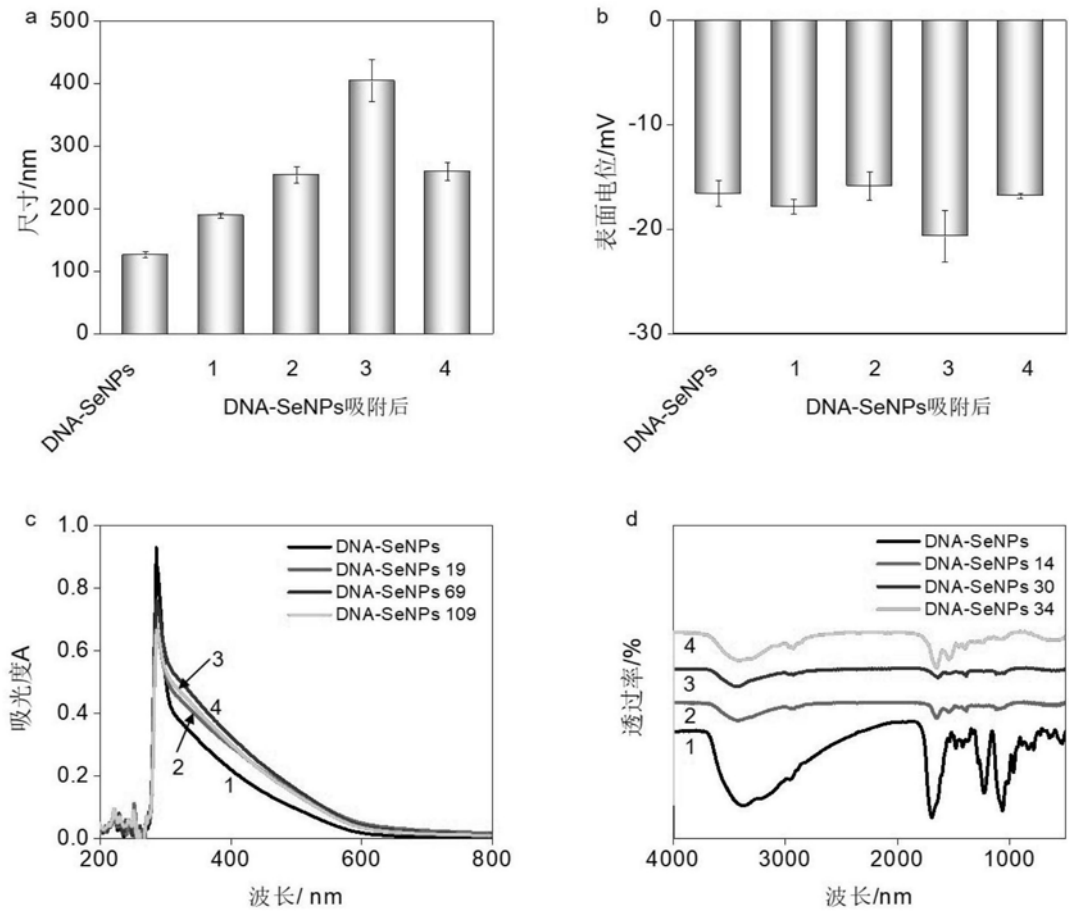 a
500
400
300
200
100
0
尺寸/nm
DNA-SeNPs
1 2 3 4
DNA-SeNPs吸附后
b
0
-10
-20
-30
表面电位/mV
DNA-SeNPs
1 2 3 4
DNA-SeNPs吸附后
c
1.0
0.8
0.6
0.4
0.2
0.0
吸光度A
DNA-SeNPs
DNA-SeNPs 19
DNA-SeNPs 69
DNA-SeNPs 109
3
4
2
1
200 400 600 800
波长/ nm
d
透过率/%
DNA-SeNPs
DNA-SeNPs 14
DNA-SeNPs 30
DNA-SeNPs 34
4
3
2
1
4000 3000 2000 1000
波长/nm